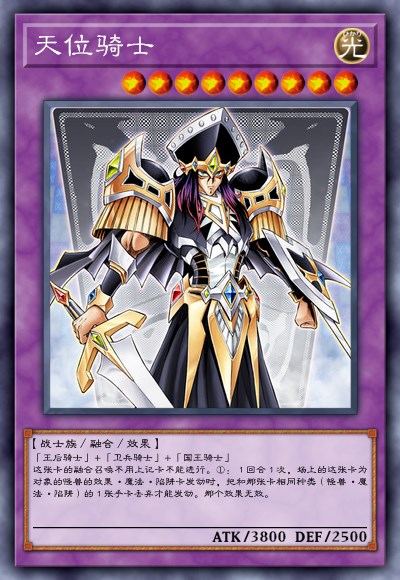 天位骑士
ひかり
光
【战士族／融合／效果】
「王后骑士」+「卫兵骑士」+「国王骑士」
这张卡的融合召唤不用上记卡不能进行。①：1回合1次，场上的这张卡为
对象的怪兽的效果·魔法·陷阱卡发动时，把和那张卡相同种类（怪兽·魔
法·陷阱）的1张手卡丢弃才能发动。那个效果无效。
ATK/3800 DEF/2500